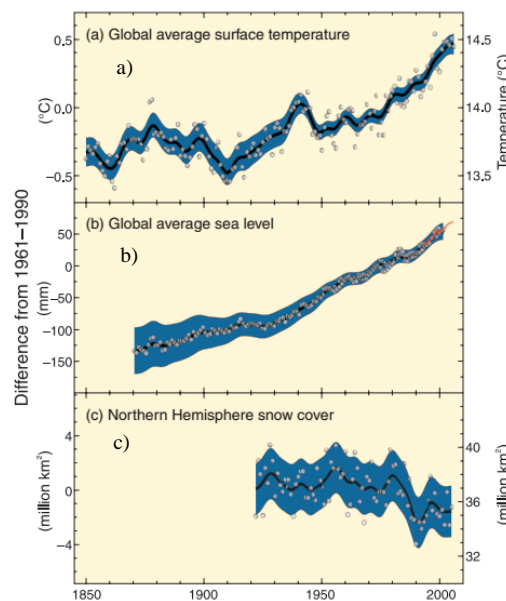 Difference from 1961–1990
(a) Global average surface temperature
a)
0.5
0.0
−0.5
(°C)
14.5
14.0
13.5
Temperature (°C)
(b) Global average sea level
b)
50
0
−50
−100
−150
(mm)
(c) Northern Hemisphere snow cover
c)
4
0
−4
(million km²)
40
36
32
(million km²)
1850
1900
1950
2000